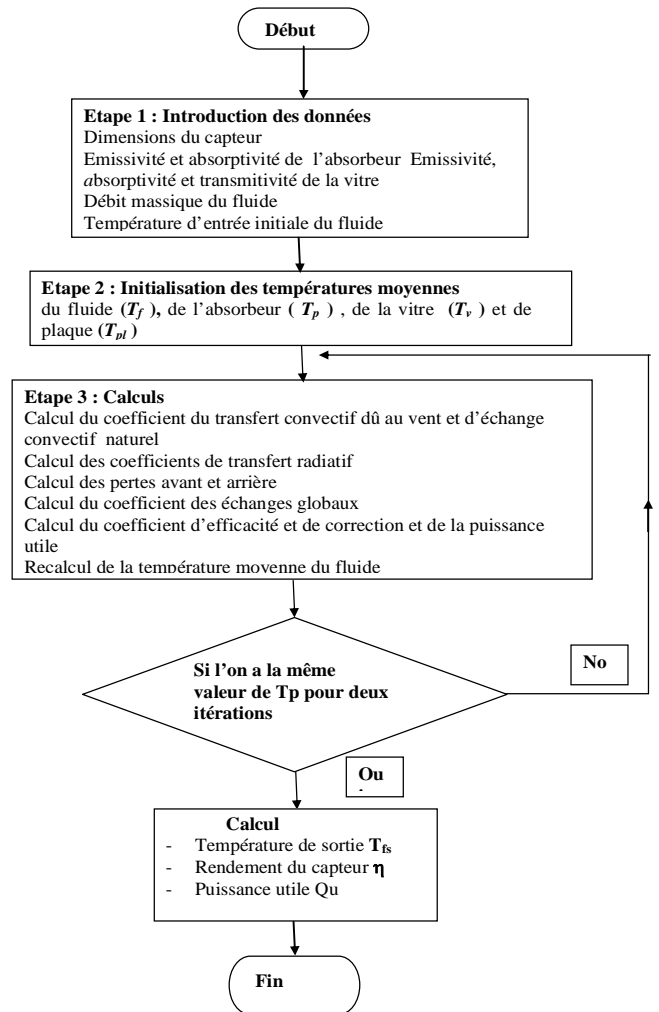 Début
Etape 1 : Introduction des données
Dimensions du capteur
Emissivité et absorptivité de l'absorbeur Emissivité,
absorptivité et transmitivité de la vitre
Débit massique du fluide
Température d'entrée initiale du fluide
Etape 2 : Initialisation des températures moyennes
du fluide (Tf ), de l'absorbeur ( Tp ) , de la vitre (Tv ) et de
plaque (Tpl )
Etape 3 : Calculs
Calcul du coefficient du transfert convectif dû au vent et d'échange
convectif naturel
Calcul des coefficients de transfert radiatif
Calcul des pertes avant et arrière
Calcul du coefficient des échanges globaux
Calcul du coefficient d'efficacité et de correction et de la puissance
utile
Recalcul de la température moyenne du fluide
Si l'on a la même
valeur de Tp pour deux
itérations
No
Ou
Calcul
- Température de sortie Tfs
- Rendement du capteur η
- Puissance utile Qu
Fin